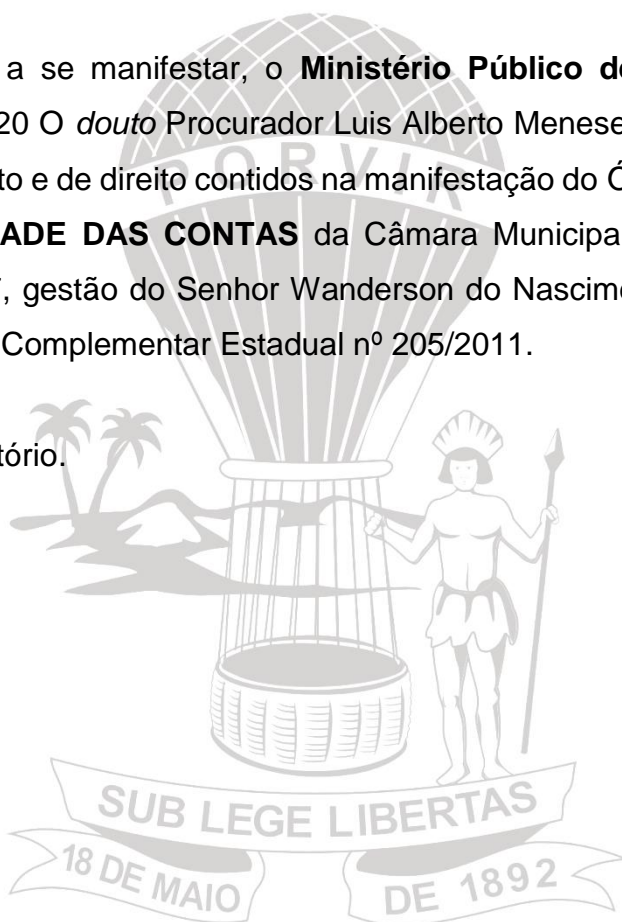 a se manifestar, o Ministério Público de
20 O douto Procurador Luis Alberto Menese
to e de direito contidos na manifestação do Ó
ADE DAS CONTAS da Câmara Municipa
, gestão do Senhor Wanderson do Nascime
Complementar Estadual nº 205/2011.
tório.
PORVIR
SUB LEGE LIBERTAS
18 DE MAIO DE 1892